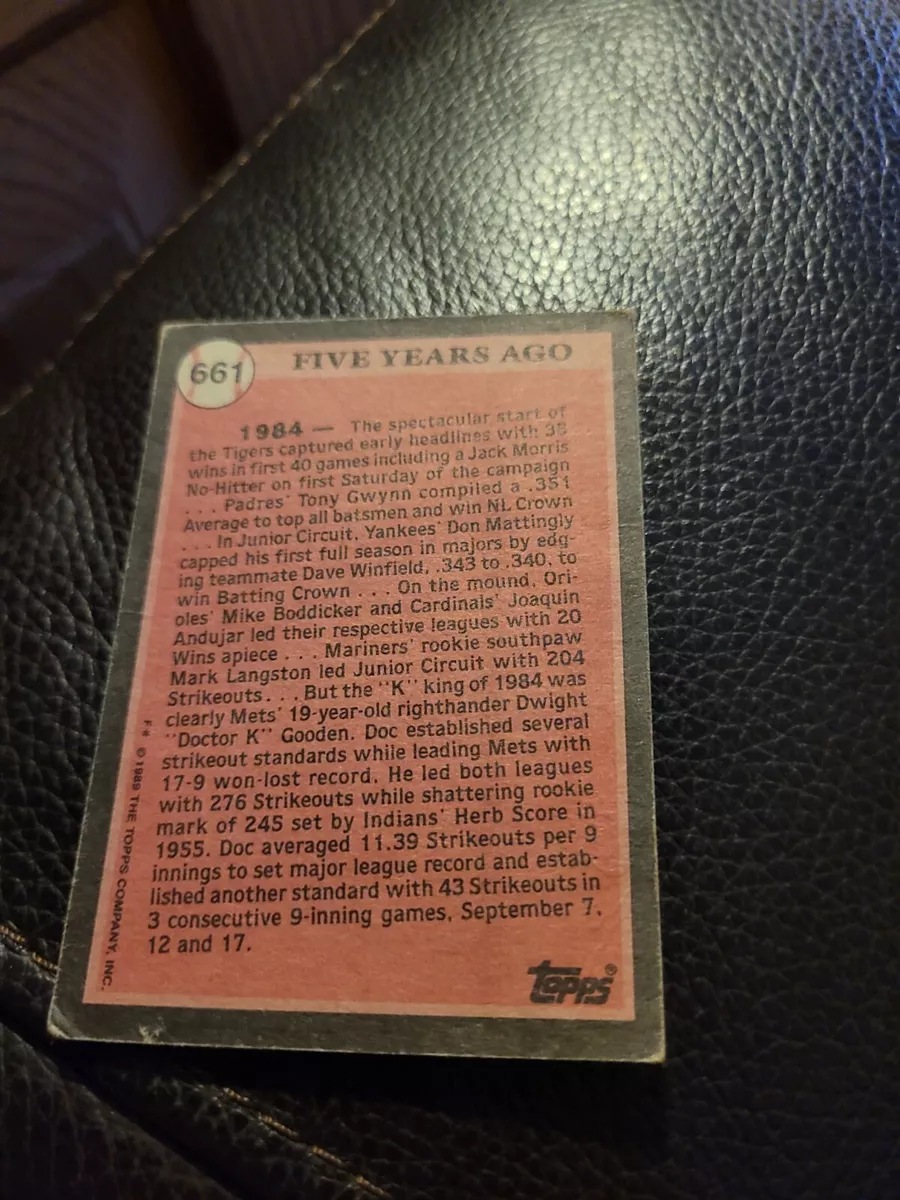 661
FIVE YEARS AGO
1984 — The spectacular start of
the Tigers captured early headlines with 35
wins in first 40 games including a Jack Morris
No-Hitter on first Saturday of the campaign
. . . Padres' Tony Gwynn compiled a .351
Average to top all batsmen and win NL Crown
. . . In Junior Circuit, Yankees' Don Mattingly
capped his first full season in majors by edg-
ing teammate Dave Winfield, .343 to .340, to
win Batting Crown . . . On the mound, Ori-
oles' Mike Boddicker and Cardinals' Joaquin
Andujar led their respective leagues with 20
Wins apiece . . . Mariners' rookie southpaw
Mark Langston led Junior Circuit with 204
Strikeouts . . . But the "K" king of 1984 was
clearly Mets' 19-year-old righthander Dwight
"Doctor K" Gooden. Doc established several
strikeout standards while leading Mets with
17-9 won-lost record. He led both leagues
with 276 Strikeouts while shattering rookie
mark of 245 set by Indians' Herb Score in
1955. Doc averaged 11.39 Strikeouts per 9
innings to set major league record and estab-
lished another standard with 43 Strikeouts in
3 consecutive 9-inning games, September 7,
12 and 17.
F* © 1989 THE TOPPS COMPANY, INC.
topps®